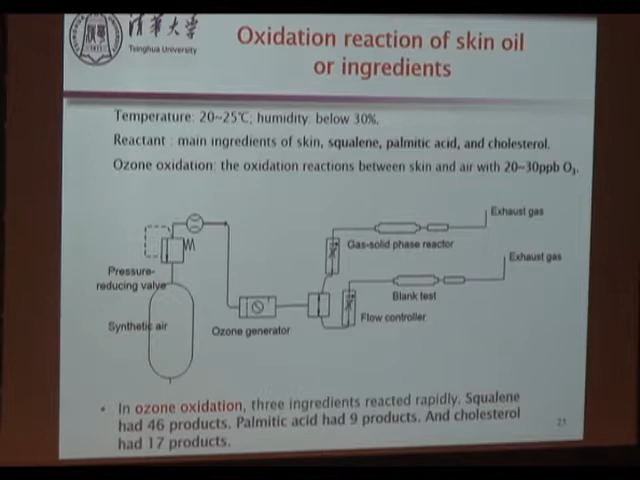 清華大学
Tsinghua University
Oxidation reaction of skin oil
or ingredients
Temperature: 20~25℃, humidity: below 30%.
Reactant : main ingredients of skin, squalene, palmitic acid, and cholesterol.
Ozone oxidation: the oxidation reactions between skin and air with 20~30ppb O₃.
Exhaust gas
Gas-solid phase reactor
Exhaust gas
Pressure-
reducing valve
Blank test
Synthetic air
Ozone generator
Flow controller
• In ozone oxidation, three ingredients reacted rapidly. Squalene
had 46 products. Palmitic acid had 9 products. And cholesterol
had 17 products.